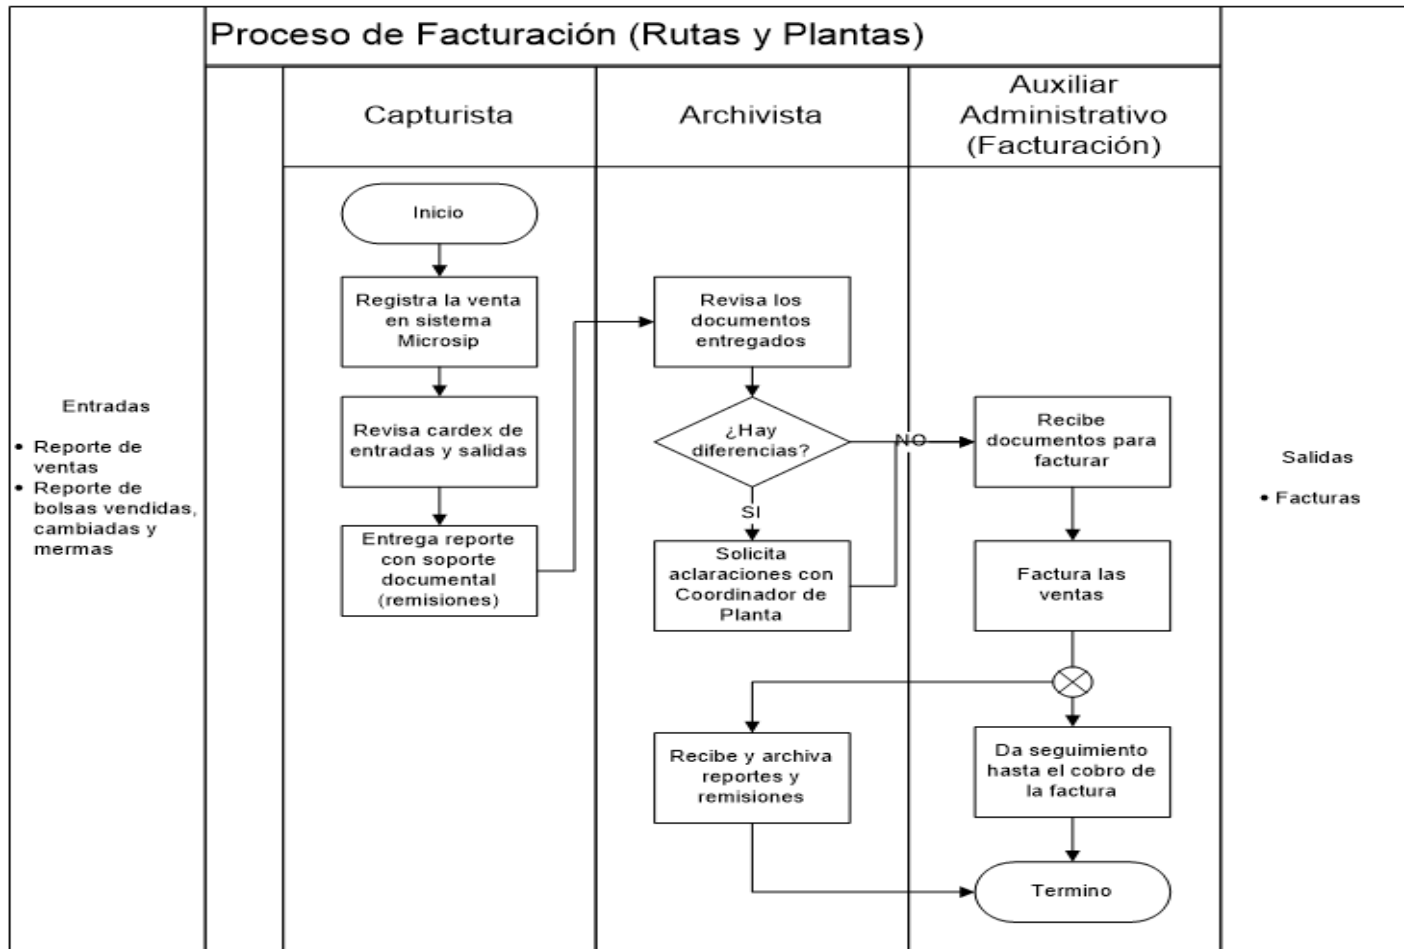 Proceso de Facturación (Rutas y Plantas)
Capturista
Archivista
Auxiliar
Administrativo
(Facturación)
Entradas
• Reporte de
ventas
• Reporte de
bolsas vendidas,
cambiadas y
mermas
Inicio
Registra la venta
en sistema
Microsip
Revisa cardex de
entradas y salidas
Entrega reporte
con soporte
documental
(remisiones)
Revisa los
documentos
entregados
¿Hay
diferencias?
NO
SI
Solicita
aclaraciones con
Coordinador de
Planta
Recibe
documentos para
facturar
Factura las
ventas
Recibe y archiva
reportes y
remisiones
Da seguimiento
hasta el cobro de
la factura
Termino
Salidas
• Facturas